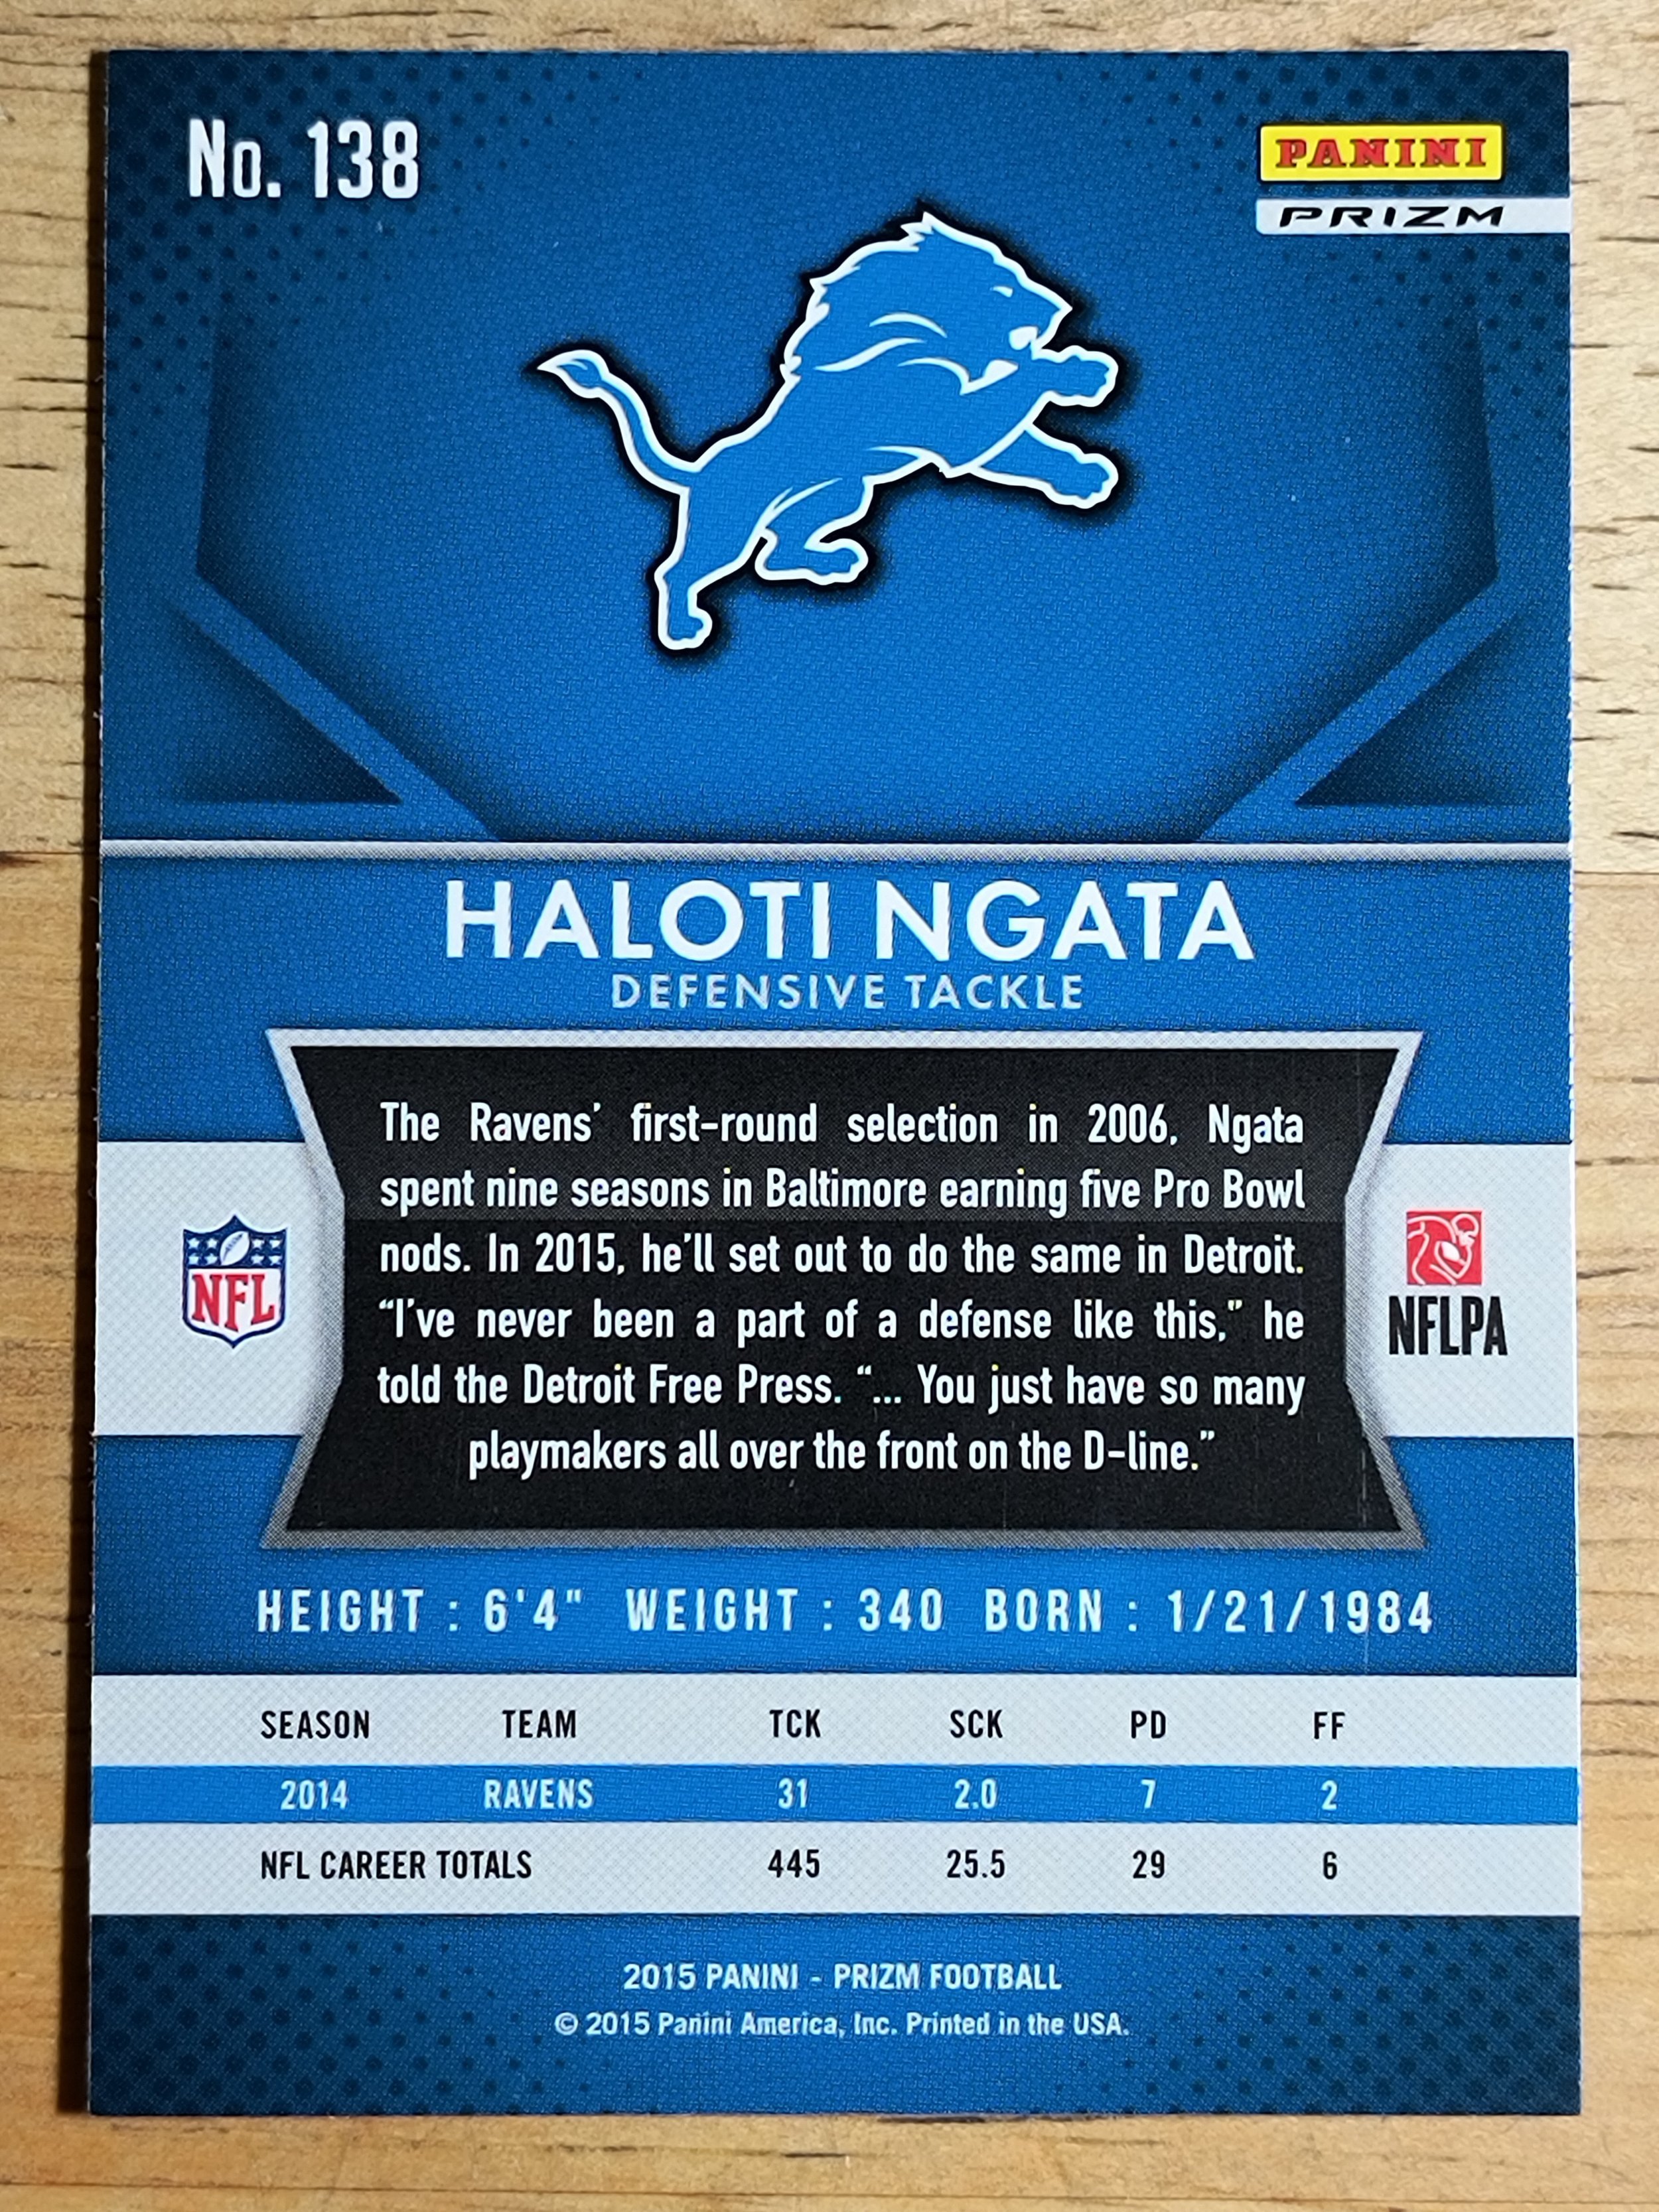 No. 138
PANINI
PRIZM
HALOTI NGATA
DEFENSIVE TACKLE
The Ravens’ first-round selection in 2006, Ngata
spent nine seasons in Baltimore earning five Pro Bowl
nods. In 2015, he’ll set out to do the same in Detroit.
“I’ve never been a part of a defense like this,” he
told the Detroit Free Press. “... You just have so many
playmakers all over the front on the D-line.”
NFL
NFLPA
HEIGHT : 6'4" WEIGHT : 340 BORN : 1/21/1984
SEASON TEAM TCK SCK PD FF
2014 RAVENS 31 2.0 7 2
NFL CAREER TOTALS 445 25.5 29 6
2015 PANINI - PRIZM FOOTBALL
© 2015 Panini America, Inc. Printed in the USA.